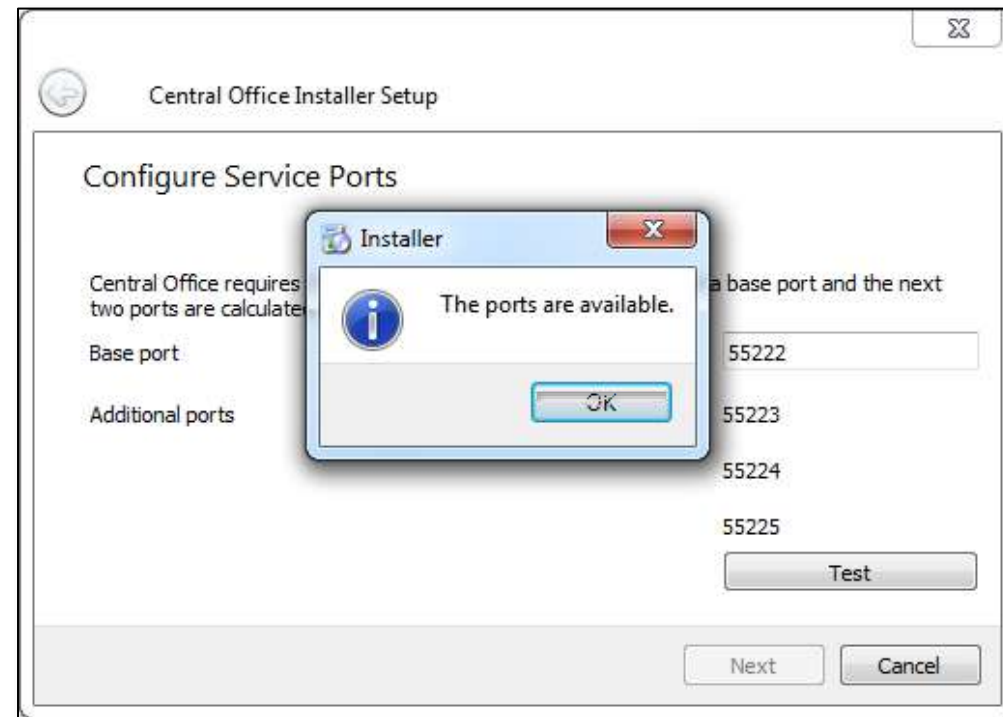 Central Office Installer Setup
Configure Service Ports
Installer
The ports are available.
OK
Central Office requires a base port and the next
two ports are
Base port 55222
Additional ports 55223
55224
55225
Test
Next Cancel